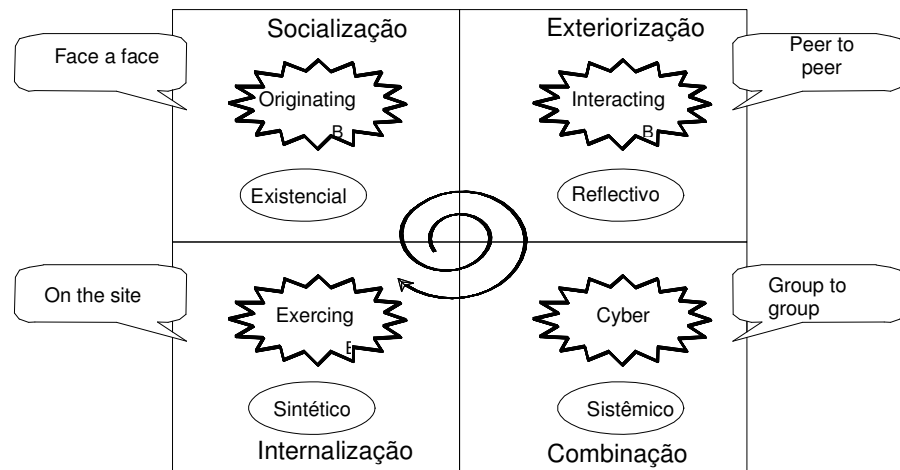 Socialização
Exteriorização
Face a face
Peer to
peer
Originating
B
Interacting
B
Existencial
Reflectivo
On the site
Group to
group
Exercing
Cyber
Sintético
Sistêmico
Internalização
Combinação